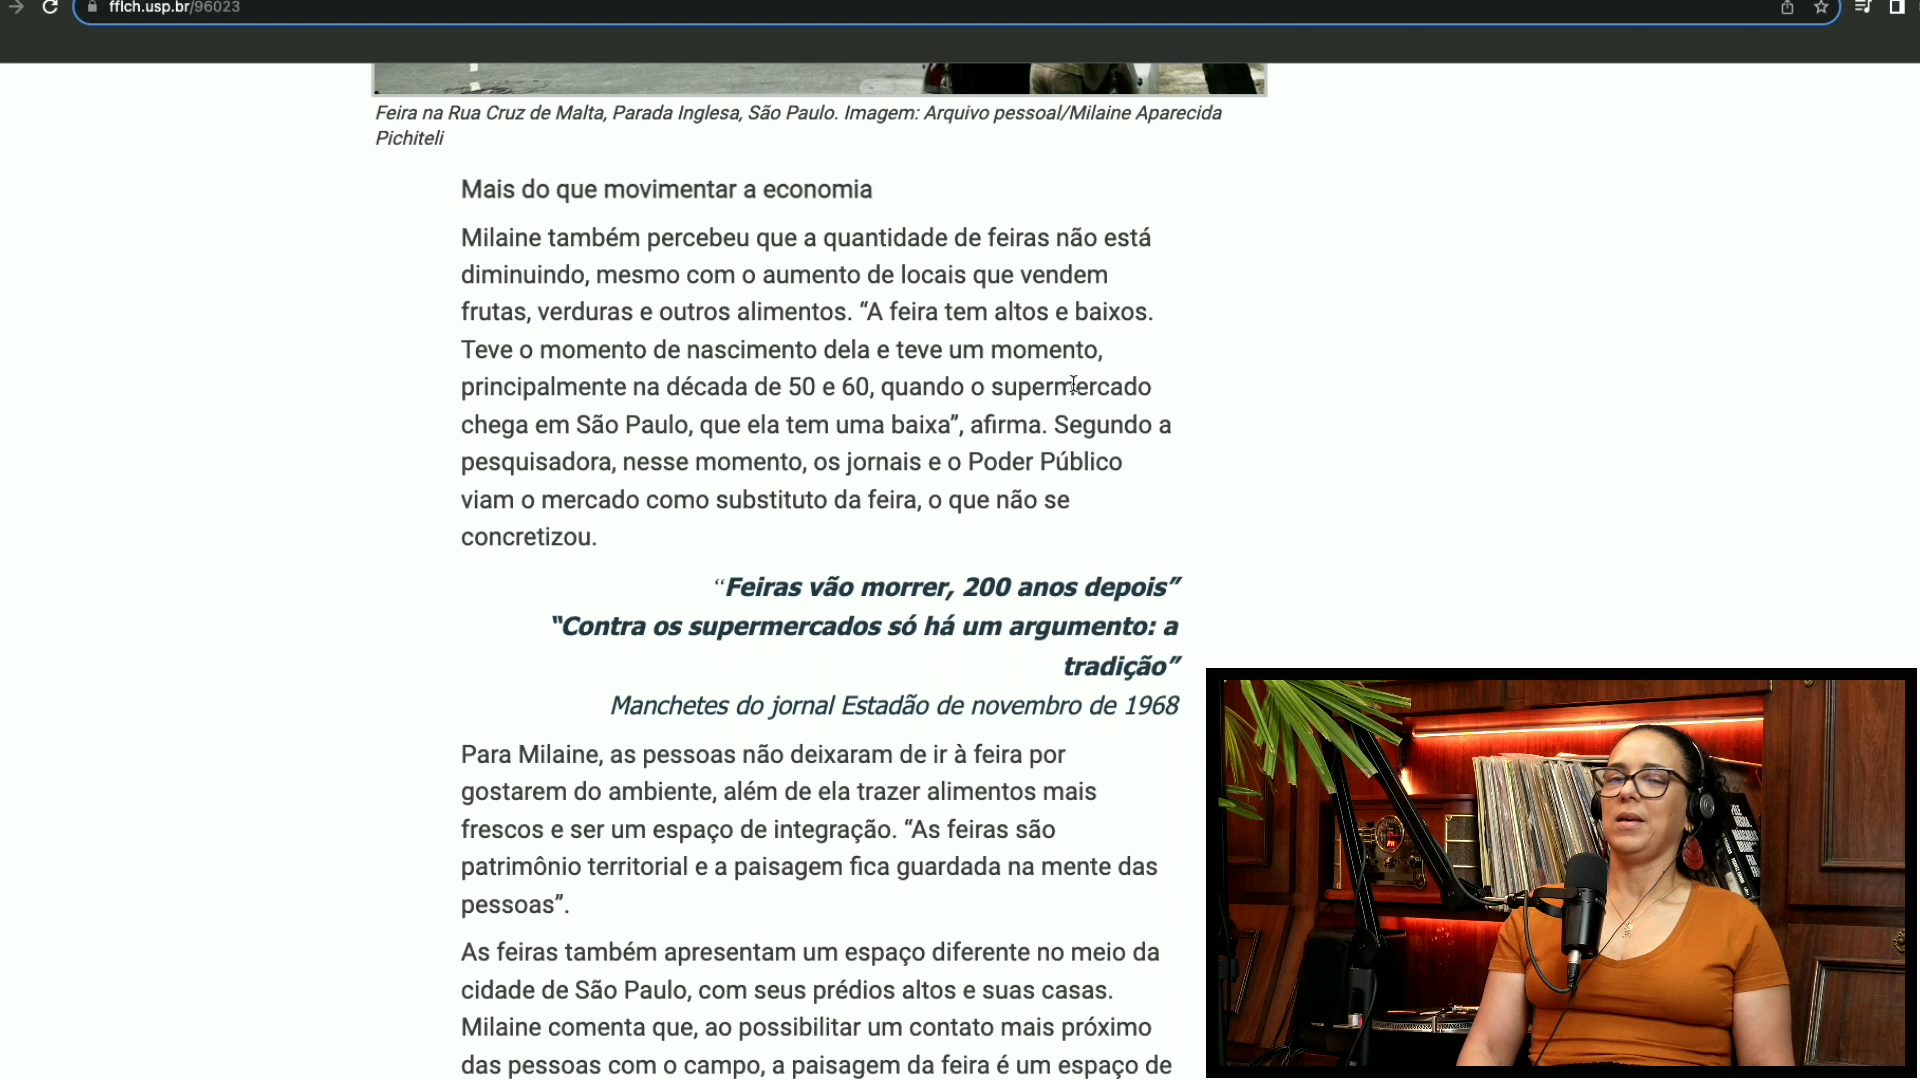 fflch.usp.br/96023
Feira na Rua Cruz de Malta, Parada Inglesa, São Paulo. Imagem: Arquivo pessoal/Milaine Aparecida
Pichiteli
Mais do que movimentar a economia
Milaine também percebeu que a quantidade de feiras não está
diminuindo, mesmo com o aumento de locais que vendem
frutas, verduras e outros alimentos. “A feira tem altos e baixos.
Teve o momento de nascimento dela e teve um momento,
principalmente na década de 50 e 60, quando o supermercado
chega em São Paulo, que ela tem uma baixa”, afirma. Segundo a
pesquisadora, nesse momento, os jornais e o Poder Público
viam o mercado como substituto da feira, o que não se
concretizou.
“Feiras vão morrer, 200 anos depois”
“Contra os supermercados só há um argumento: a
tradição”
Manchetes do jornal Estadão de novembro de 1968
Para Milaine, as pessoas não deixaram de ir à feira por
gostarem do ambiente, além de ela trazer alimentos mais
frescos e ser um espaço de integração. “As feiras são
patrimônio territorial e a paisagem fica guardada na mente das
pessoas”.
As feiras também apresentam um espaço diferente no meio da
cidade de São Paulo, com seus prédios altos e suas casas.
Milaine comenta que, ao possibilitar um contato mais próximo
das pessoas com o campo, a paisagem da feira é um espaço de